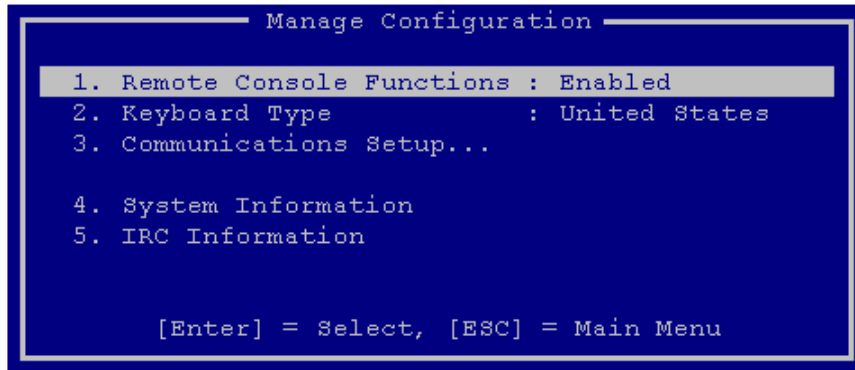 Manage Configuration
1. Remote Console Functions : Enabled
2. Keyboard Type : United States
3. Communications Setup...
4. System Information
5. IRC Information
[Enter] = Select, [ESC] = Main Menu